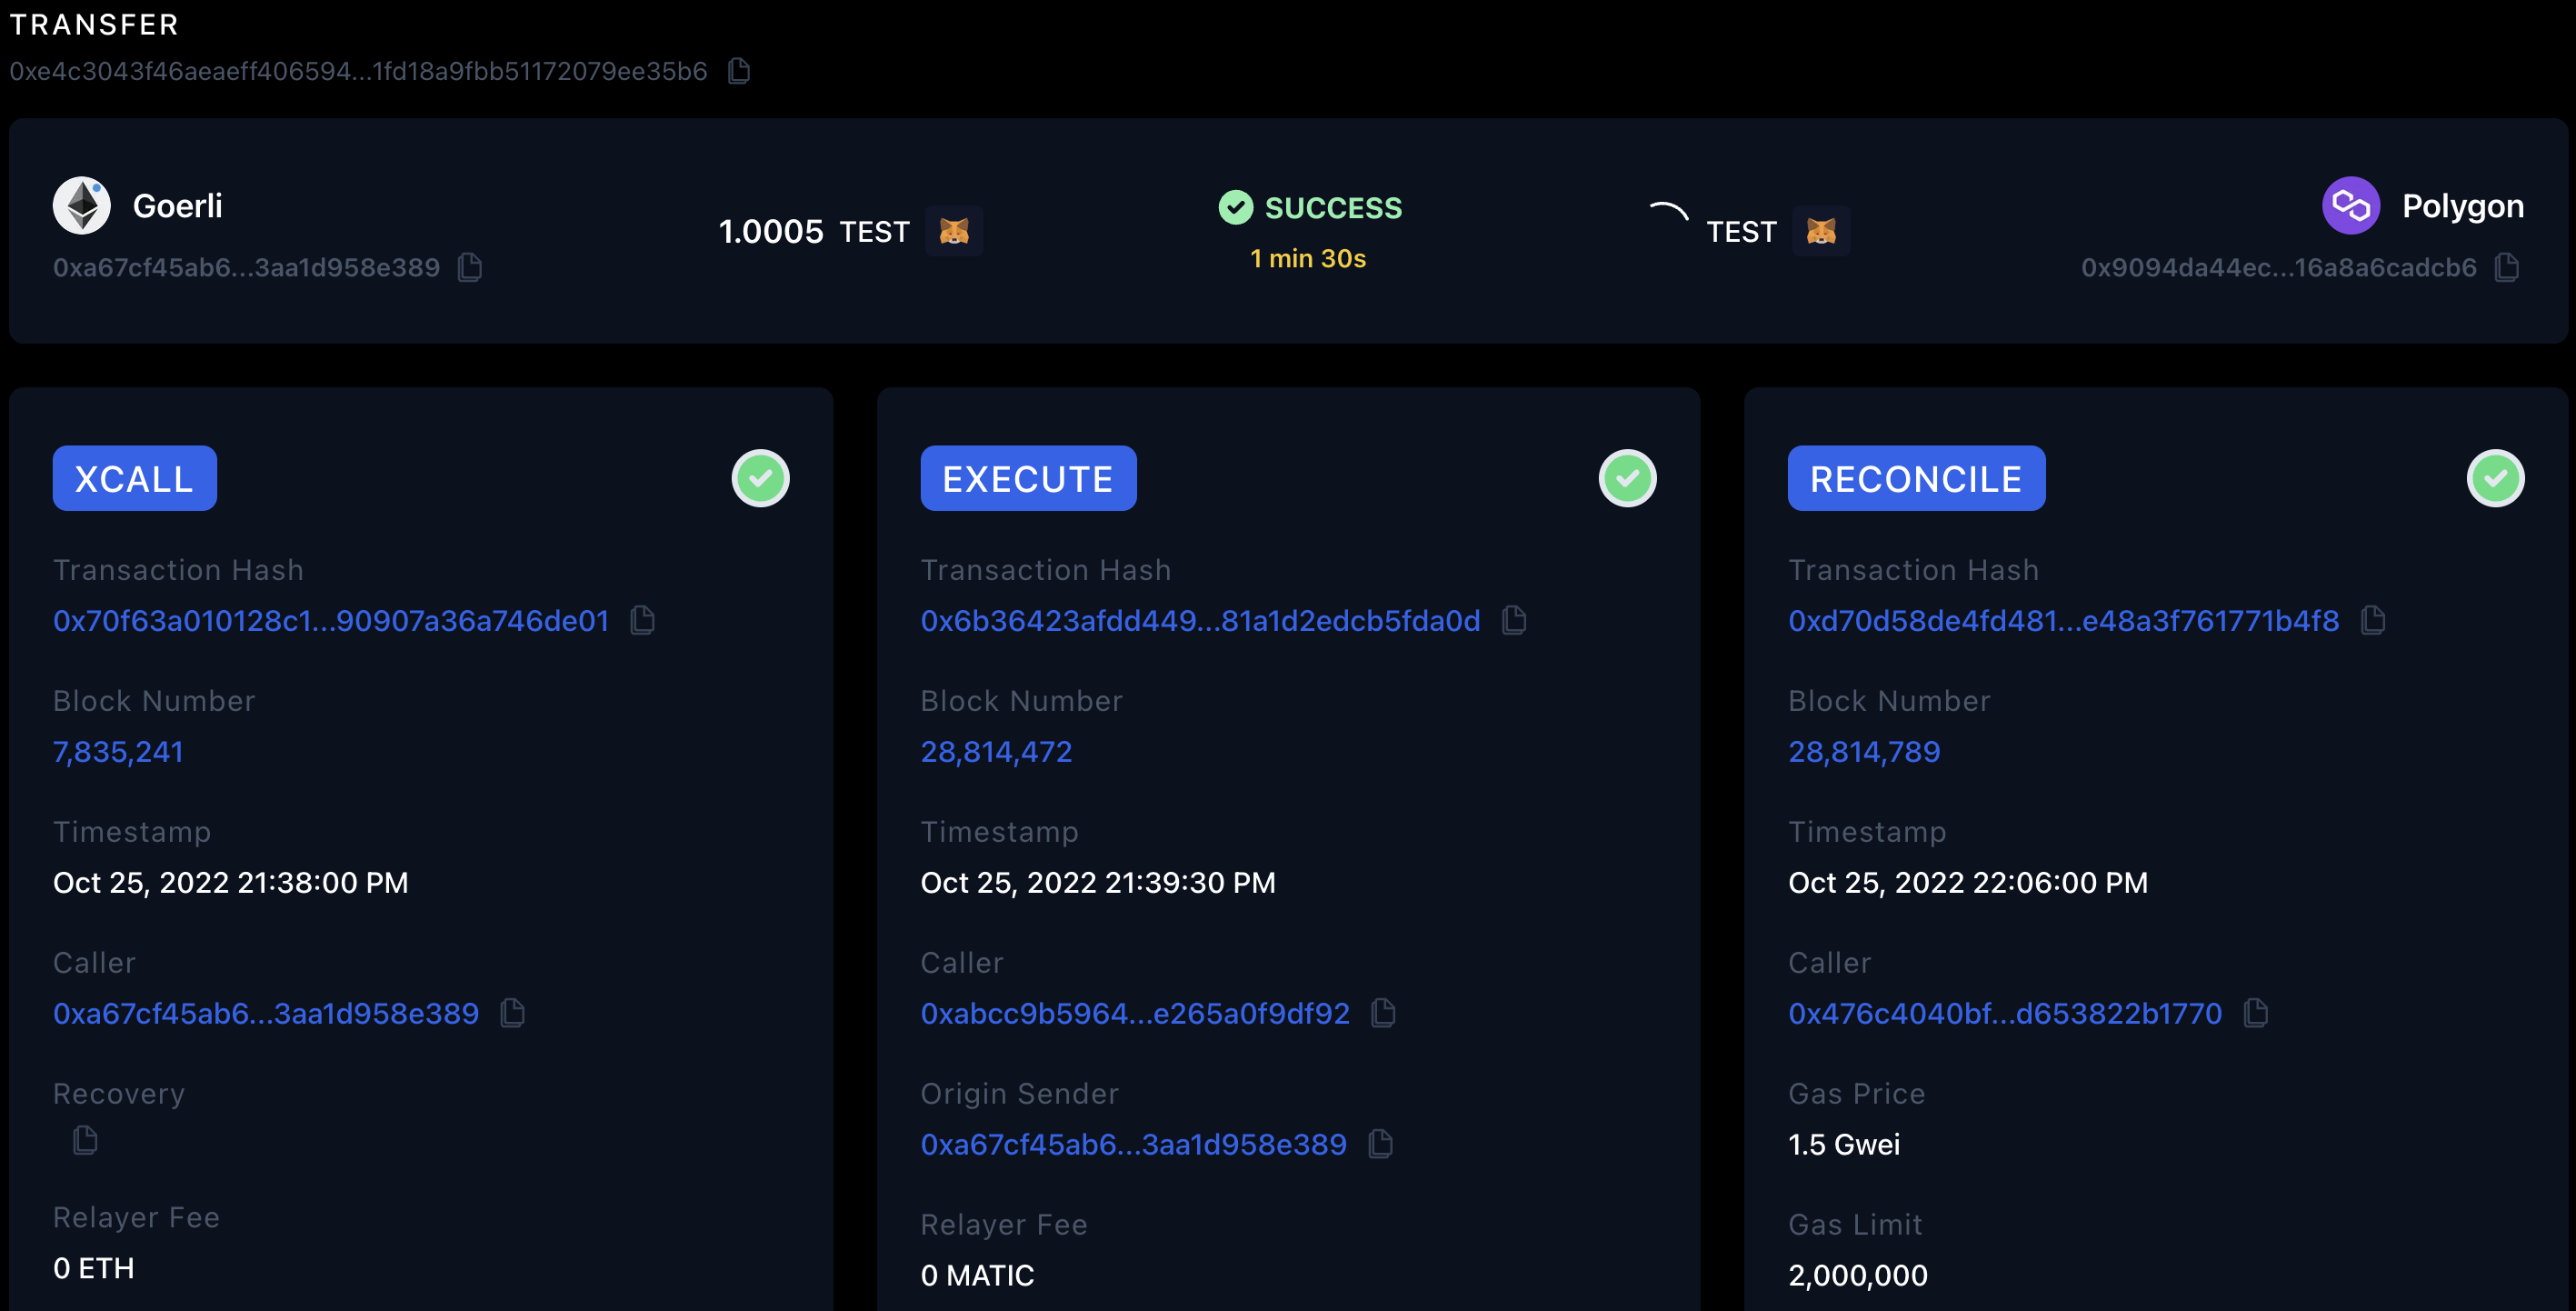 TRANSFER
0xe4c3043f46aeaeff406594...1fd18a9fbb51172079ee35b6
Goerli
0xa67cf45ab6...3aa1d958e389
1.0005 TEST
SUCCESS
1 min 30s
TEST
Polygon
0x9094da44ec...16a8a6cadcb6
XCALL
Transaction Hash
0x70f63a010128c1...90907a36a746de01
Block Number
7,835,241
Timestamp
Oct 25, 2022 21:38:00 PM
Caller
0xa67cf45ab6...3aa1d958e389
Recovery
Relayer Fee
0 ETH
EXECUTE
Transaction Hash
0x6b36423afdd449...81a1d2edcb5fda0d
Block Number
28,814,472
Timestamp
Oct 25, 2022 21:39:30 PM
Caller
0xabcc9b5964...e265a0f9df92
Origin Sender
0xa67cf45ab6...3aa1d958e389
Relayer Fee
0 MATIC
RECONCILE
Transaction Hash
0xd70d58de4fd481...e48a3f761771b4f8
Block Number
28,814,789
Timestamp
Oct 25, 2022 22:06:00 PM
Caller
0x476c4040bf...d653822b1770
Gas Price
1.5 Gwei
Gas Limit
2,000,000